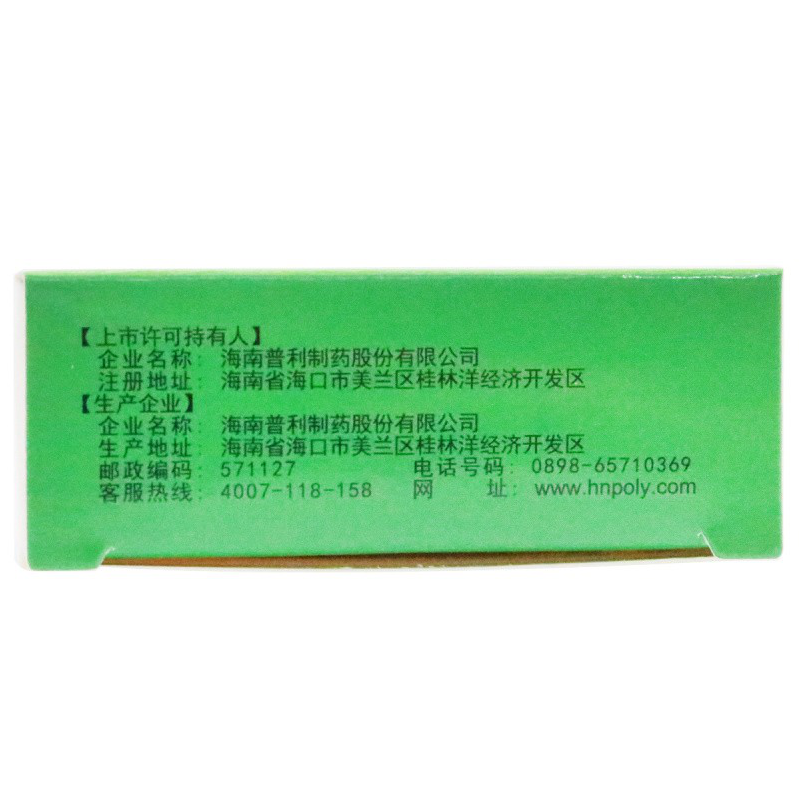 【上市许可持有人】
企业名称：海南普利制药股份有限公司
注册地址：海南省海口市美兰区桂林洋经济开发区
【生产企业】
企业名称：海南普利制药股份有限公司
生产地址：海南省海口市美兰区桂林洋经济开发区
邮政编码：571127 电话号码：0898-65710369
客服热线：4007-118-158 网 址：www.hnpoly.com